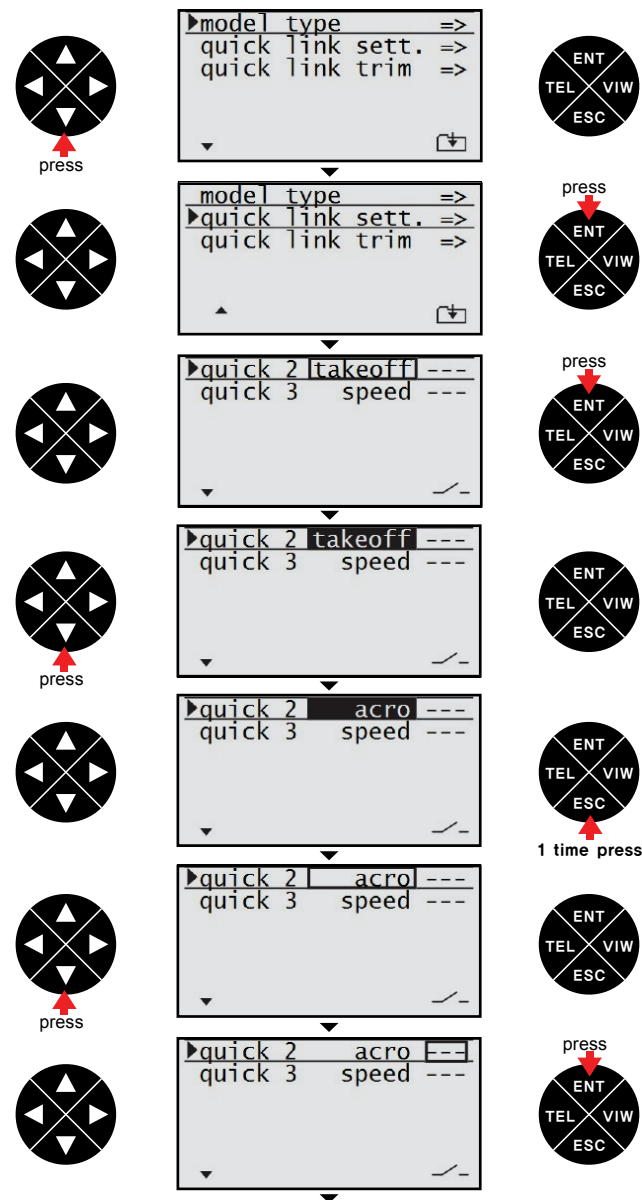 model type =>
quick link sett. =>
quick link trim =>
ENT
TEL VIW
ESC
press
model type =>
quick link sett. =>
quick link trim =>
press
ENT
TEL VIW
ESC
quick 2 takeoff ---
quick 3 speed ---
press
ENT
TEL VIW
ESC
quick 2 takeoff ---
quick 3 speed ---
ENT
TEL VIW
ESC
press
quick 2 acro ---
quick 3 speed ---
ENT
TEL VIW
ESC
1 time press
quick 2 acro ---
quick 3 speed ---
ENT
TEL VIW
ESC
press
quick 2 acro ---
quick 3 speed ---
press
ENT
TEL VIW
ESC